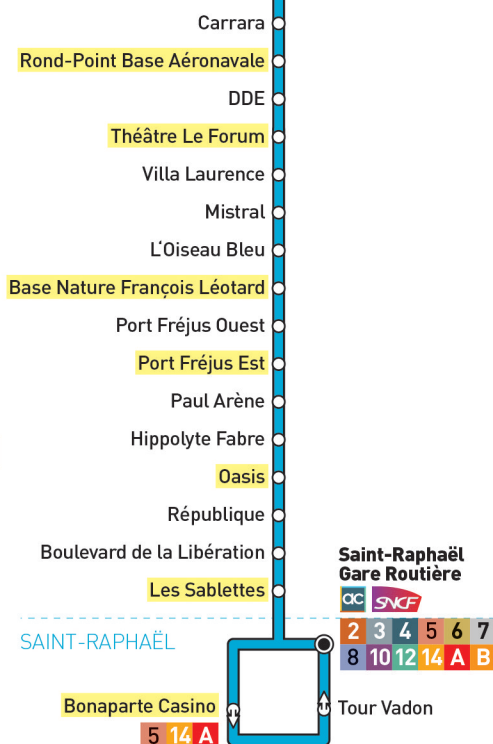 Carrara
Rond-Point Base Aéronavale
DDE
Théâtre Le Forum
Villa Laurence
Mistral
L'Oiseau Bleu
Base Nature François Léotard
Port Fréjus Ouest
Port Fréjus Est
Paul Arène
Hippolyte Fabre
Oasis
République
Boulevard de la Libération
Les Sablettes
Saint-Raphaël
Gare Routière
ac SNCF
2 3 4 5 6 7
8 10 12 14 A B
SAINT-RAPHAËL
Bonaparte Casino
5 14 A
Tour Vadon